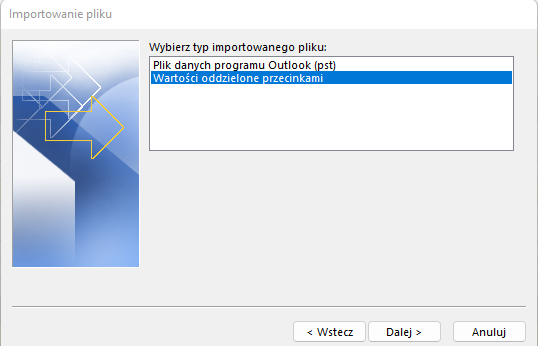 Importowanie pliku
Wybierz typ importowanego pliku:
Plik danych programu Outlook (pst)
Wartości oddzielone przecinkami
< Wstecz
Dalej >
Anuluj